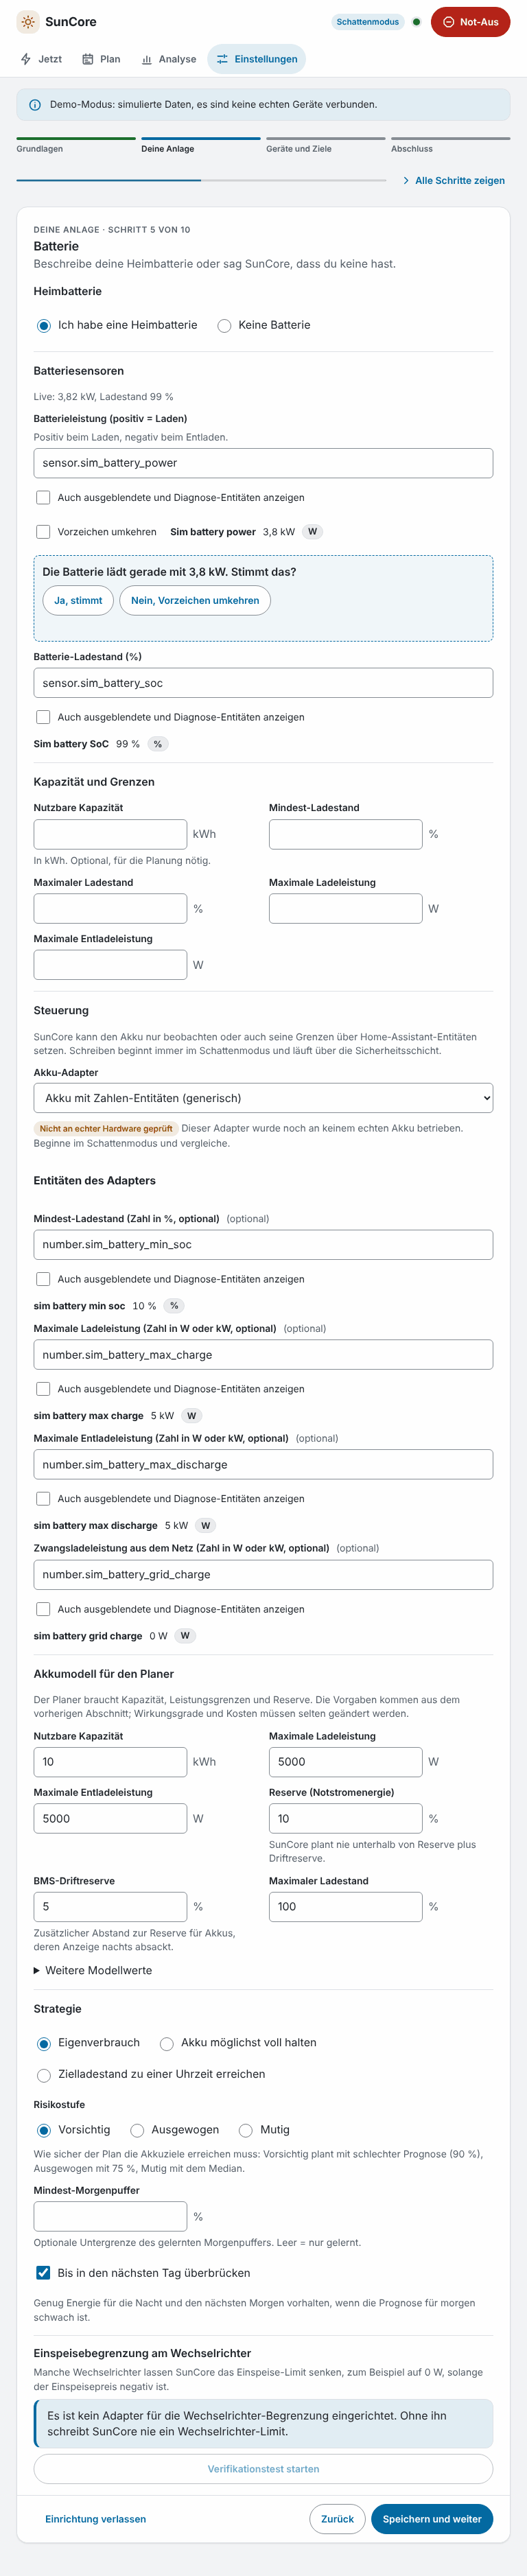 SunCore
Schattenmodus
Not-Aus
Jetzt
Plan
Analyse
Einstellungen
Demo-Modus: simulierte Daten, es sind keine echten Geräte verbunden.
Grundlagen
Deine Anlage
Geräte und Ziele
Abschluss
Alle Schritte zeigen
DEINE ANLAGE · SCHRITT 5 VON 10
Batterie
Beschreibe deine Heimbatterie oder sag SunCore, dass du keine hast.
Heimbatterie
Ich habe eine Heimbatterie
Keine Batterie
Batteriesensoren
Live: 3,82 kW, Ladestand 99 %
Batterieleistung (positiv = Laden)
Positiv beim Laden, negativ beim Entladen.
sensor.sim_battery_power
Auch ausgeblendete und Diagnose-Entitäten anzeigen
Vorzeichen umkehren Sim battery power 3,8 kW W
Die Batterie lädt gerade mit 3,8 kW. Stimmt das?
Ja, stimmt
Nein, Vorzeichen umkehren
Batterie-Ladestand (%)
sensor.sim_battery_soc
Auch ausgeblendete und Diagnose-Entitäten anzeigen
Sim battery SoC 99 % %
Kapazität und Grenzen
Nutzbare Kapazität
kWh
In kWh. Optional, für die Planung nötig.
Mindest-Ladestand
%
Maximaler Ladestand
%
Maximale Ladeleistung
W
Maximale Entladeleistung
W
Steuerung
SunCore kann den Akku nur beobachten oder auch seine Grenzen über Home-Assistant-Entitäten
setzen. Schreiben beginnt immer im Schattenmodus und läuft über die Sicherheitsschicht.
Akku-Adapter
Akku mit Zahlen-Entitäten (generisch)
Nicht an echter Hardware geprüft Dieser Adapter wurde noch an keinem echten Akku betrieben.
Beginne im Schattenmodus und vergleiche.
Entitäten des Adapters
Mindest-Ladestand (Zahl in %, optional) (optional)
number.sim_battery_min_soc
Auch ausgeblendete und Diagnose-Entitäten anzeigen
sim battery min soc 10 % %
Maximale Ladeleistung (Zahl in W oder kW, optional) (optional)
number.sim_battery_max_charge
Auch ausgeblendete und Diagnose-Entitäten anzeigen
sim battery max charge 5 kW W
Maximale Entladeleistung (Zahl in W oder kW, optional) (optional)
number.sim_battery_max_discharge
Auch ausgeblendete und Diagnose-Entitäten anzeigen
sim battery max discharge 5 kW W
Zwangsladeleistung aus dem Netz (Zahl in W oder kW, optional) (optional)
number.sim_battery_grid_charge
Auch ausgeblendete und Diagnose-Entitäten anzeigen
sim battery grid charge 0 W W
Akkumodell für den Planer
Der Planer braucht Kapazität, Leistungsgrenzen und Reserve. Die Vorgaben kommen aus dem
vorherigen Abschnitt; Wirkungsgrade und Kosten müssen selten geändert werden.
Nutzbare Kapazität
10 kWh
Maximale Ladeleistung
5000 W
Maximale Entladeleistung
5000 W
Reserve (Notstromenergie)
10 %
SunCore plant nie unterhalb von Reserve plus
Driftreserve.
BMS-Driftreserve
5 %
Zusätzlicher Abstand zur Reserve für Akkus,
deren Anzeige nachts absackt.
Maximaler Ladestand
100 %
Weitere Modellwerte
Strategie
Eigenverbrauch
Akku möglichst voll halten
Zielladestand zu einer Uhrzeit erreichen
Risikostufe
Vorsichtig
Ausgewogen
Mutig
Wie sicher der Plan die Akkuziele erreichen muss: Vorsichtig plant mit schlechter Prognose (90 %),
Ausgewogen mit 75 %, Mutig mit dem Median.
Mindest-Morgenpuffer
%
Optionale Untergrenze des gelernten Morgenpuffers. Leer = nur gelernt.
Bis in den nächsten Tag überbrücken
Genug Energie für die Nacht und den nächsten Morgen vorhalten, wenn die Prognose für morgen
schwach ist.
Einspeisebegrenzung am Wechselrichter
Manche Wechselrichter lassen SunCore das Einspeise-Limit senken, zum Beispiel auf 0 W, solange
der Einspeisepreis negativ ist.
Es ist kein Adapter für die Wechselrichter-Begrenzung eingerichtet. Ohne ihn
schreibt SunCore nie ein Wechselrichter-Limit.
Verifikationstest starten
Einrichtung verlassen
Zurück
Speichern und weiter